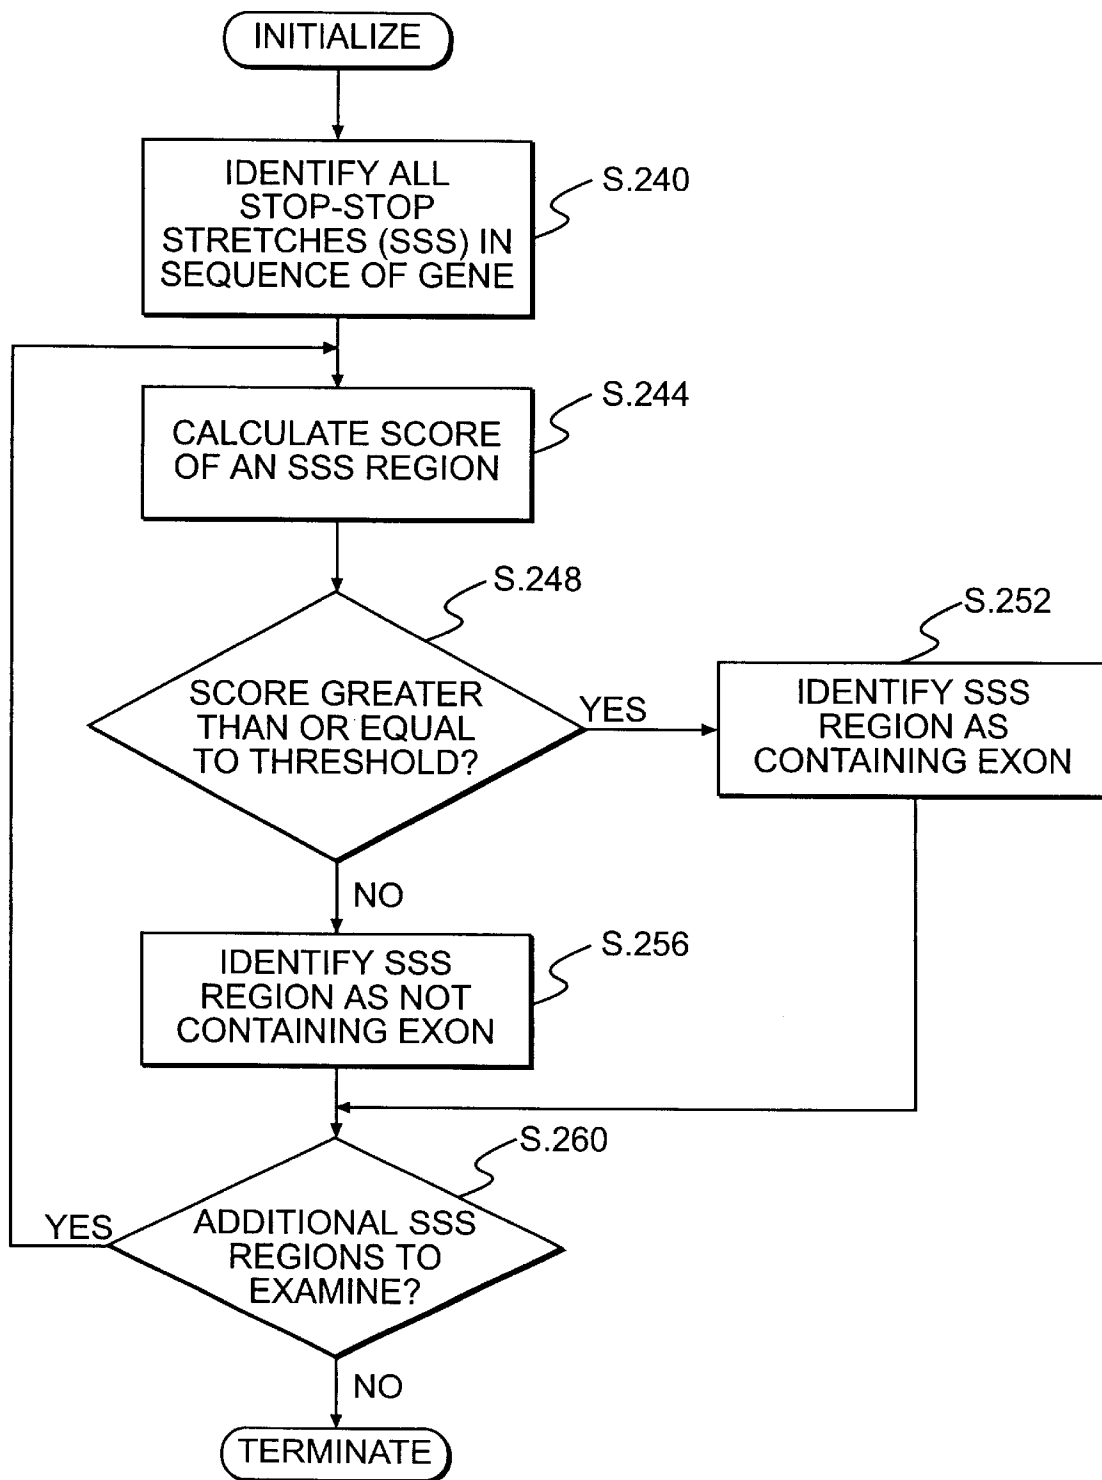 INITIALIZE
IDENTIFY ALL
STOP-STOP
STRETCHES (SSS) IN
SEQUENCE OF GENE
S.240
CALCULATE SCORE
OF AN SSS REGION
S.244
SCORE GREATER
THAN OR EQUAL
TO THRESHOLD?
S.248
YES
IDENTIFY SSS
REGION AS
CONTAINING EXON
S.252
NO
IDENTIFY SSS
REGION AS NOT
CONTAINING EXON
S.256
ADDITIONAL SSS
REGIONS TO
EXAMINE?
S.260
YES
NO
TERMINATE